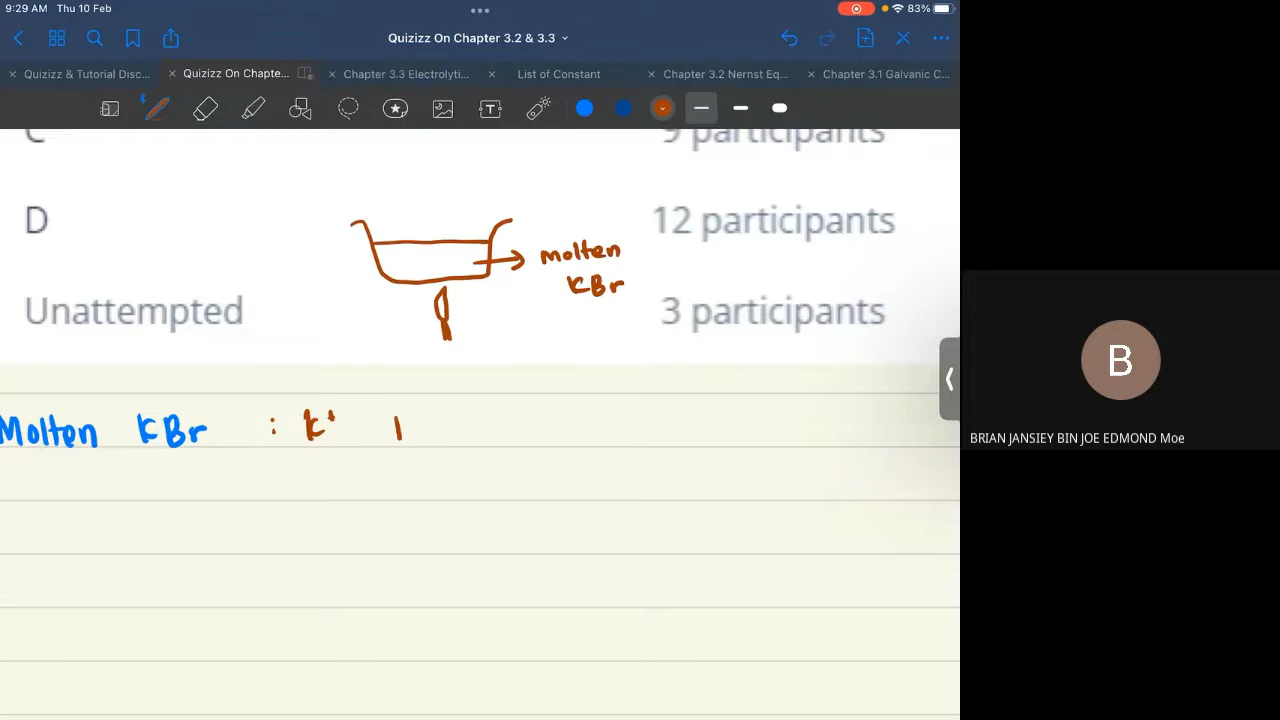 9:29 AM Thu 10 Feb
83%
Quizizz On Chapter 3.2 & 3.3
Quizizz & Tutorial Disc...
Quizizz On Chapte...
Chapter 3.3 Electrolyti...
List of Constant
Chapter 3.2 Nernst Eq...
Chapter 3.1 Galvanic C...
C 9 participants
D 12 participants
molten
KBr
Unattempted 3 participants
Molten KBr : K⁺
B
BRIAN JANSIEY BIN JOE EDMOND Moe